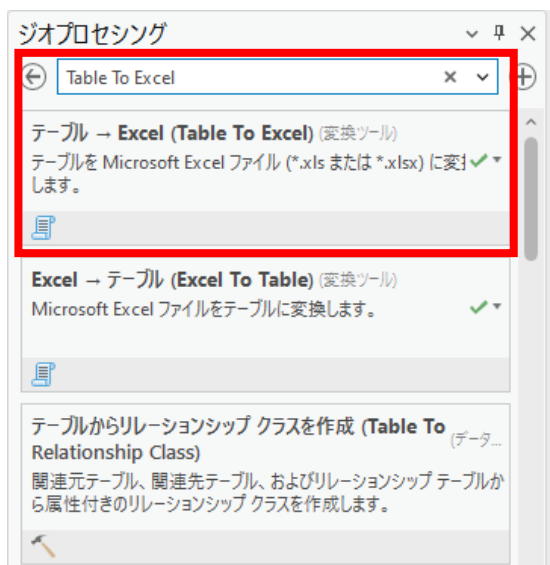 ジオプロセシング
Table To Excel
テーブル → Excel (Table To Excel) (変換ツール)
テーブルを Microsoft Excel ファイル (*.xls または *.xlsx) に変
します。
Excel → テーブル (Excel To Table) (変換ツール)
Microsoft Excel ファイルをテーブルに変換します。
テーブルからリレーションシップ クラスを作成 (Table To
Relationship Class) (データ...
関連元テーブル、関連先テーブル、およびリレーションシップ テーブルか
ら属性付きのリレーションシップ クラスを作成します。